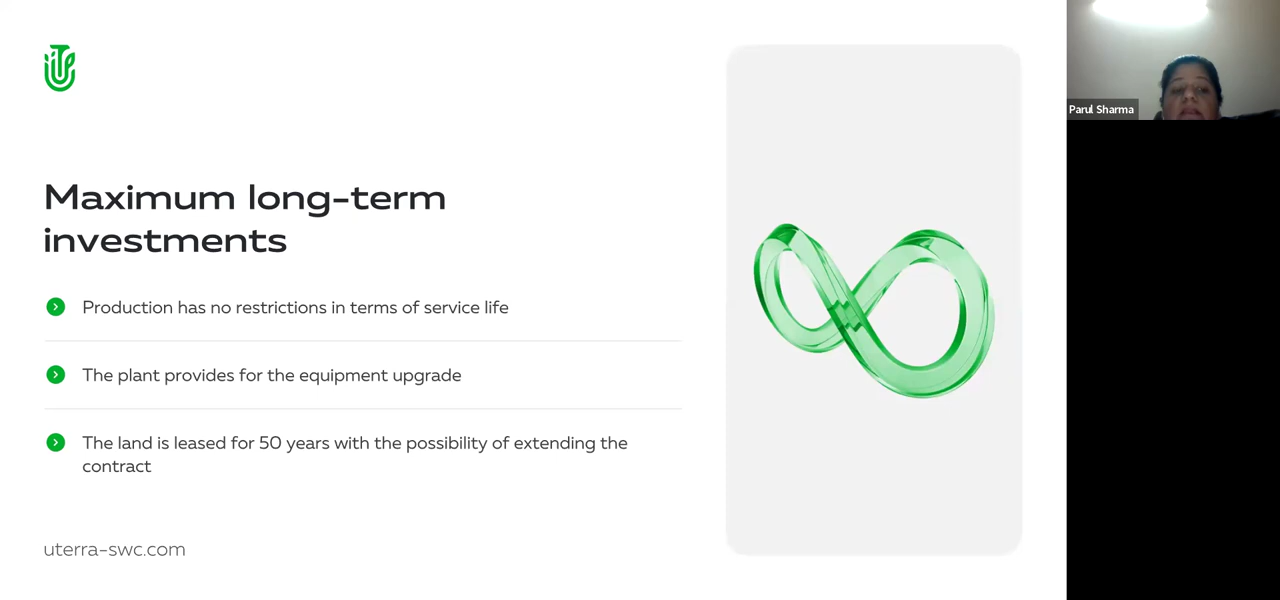 Maximum long-term
investments
Production has no restrictions in terms of service life
The plant provides for the equipment upgrade
The land is leased for 50 years with the possibility of extending the
contract
uterra-swc.com
Parul Sharma